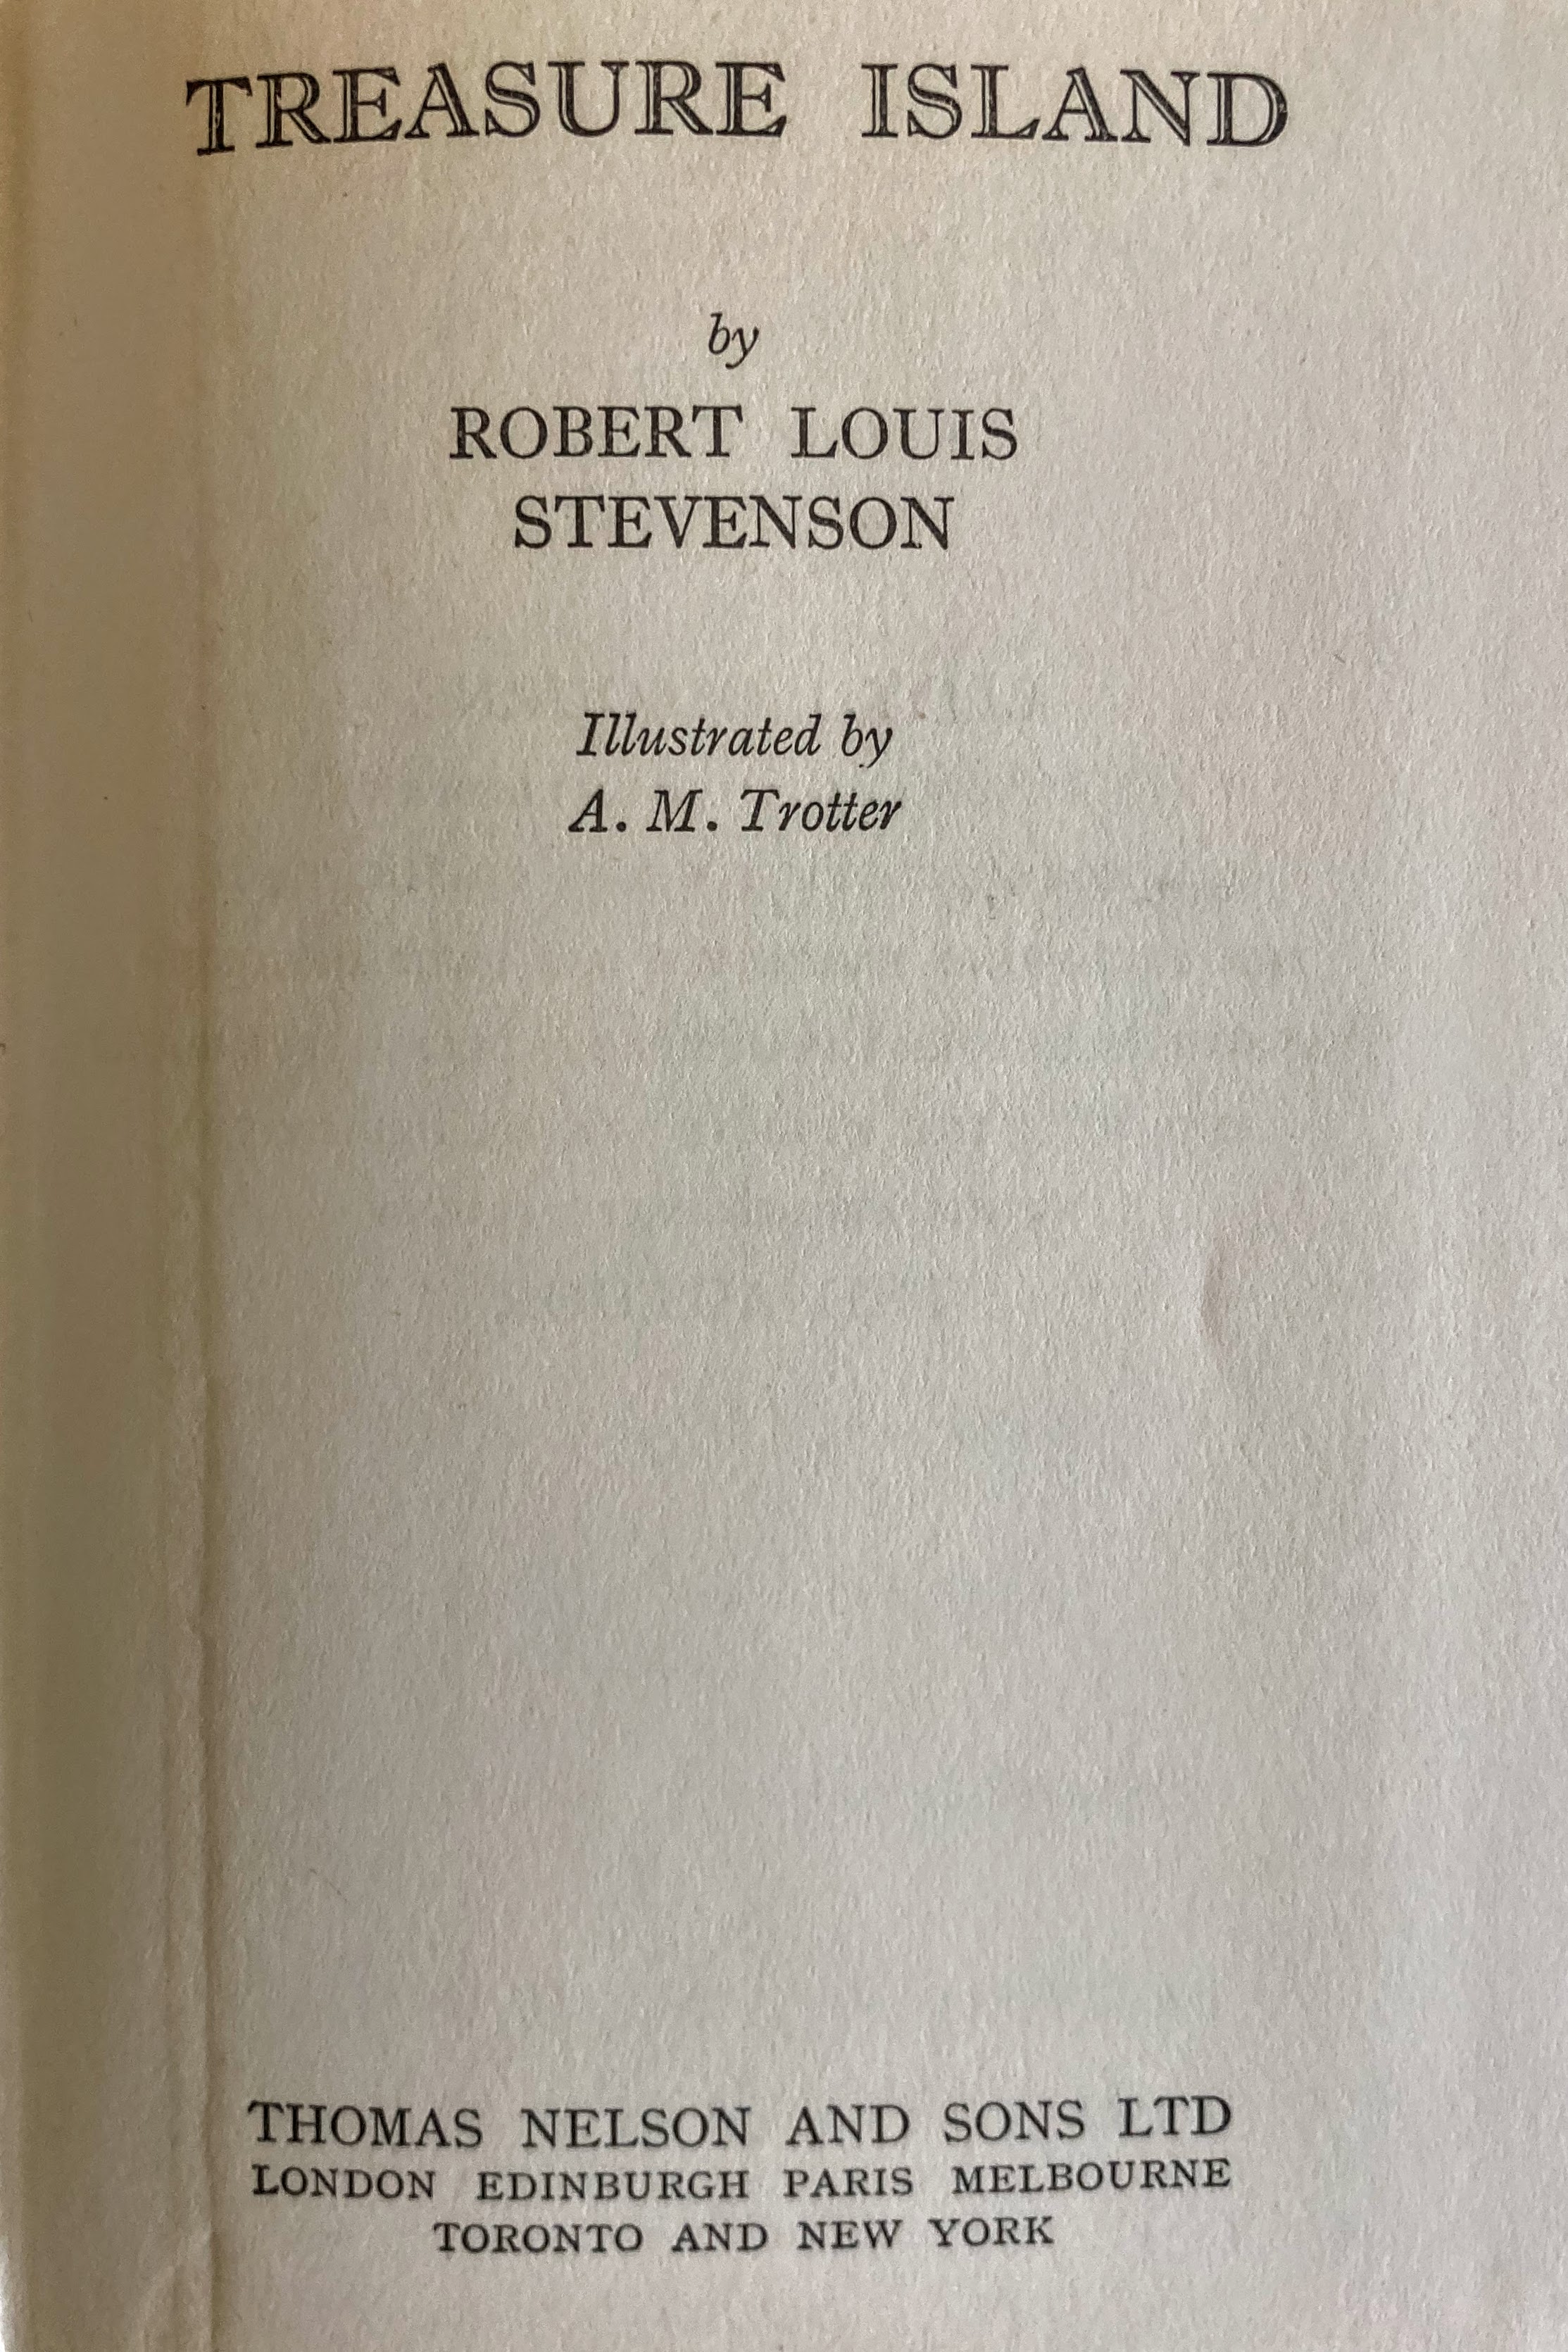 TREASURE ISLAND
by
ROBERT LOUIS
STEVENSON
Illustrated by
A. M. Trotter
THOMAS NELSON AND SONS LTD
LONDON EDINBURGH PARIS MELBOURNE
TORONTO AND NEW YORK